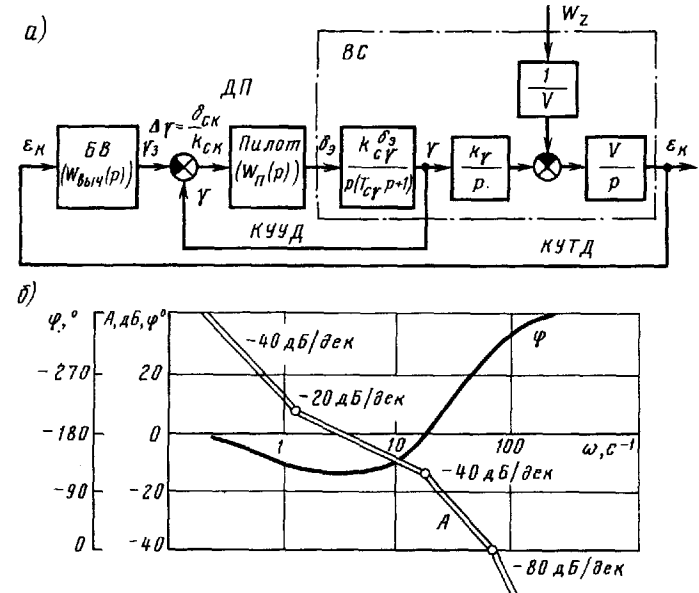 а)
W_z
ВС
1/V
ДП
Δγ = δ_ск/k_ск
ε_к
БВ
(W_выч(p))
γ_з
Пилот
(W_П(p))
δ_э
k_сγ^δэ / p(T_сγ p+1)
γ
k_γ/p.
V/p
ε_к
γ
КУУД
КУТД
б)
φ,° А, дБ, φ°
-40 дБ/дек
φ
-270 20
-20 дБ/дек
-180 0 1 10 100 ω, с⁻¹
-40 дБ/дек
-90 -20
А
0 -40
-80 дБ/дек